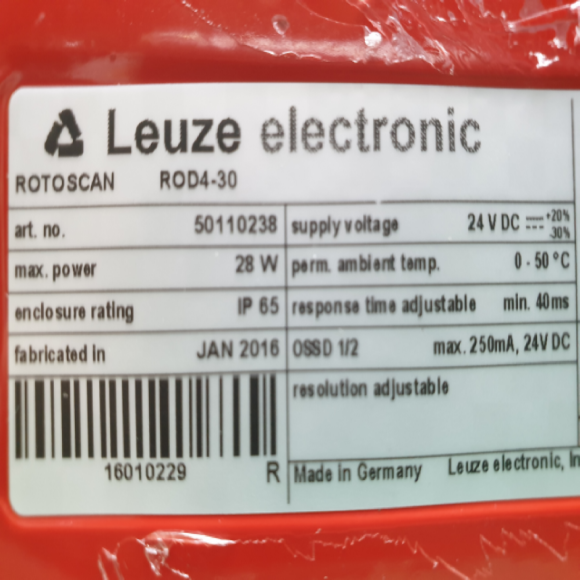 Leuze electronic
ROTOSCAN ROD4-30
art. no. 50110238
max. power 28 W
enclosure rating IP 65
fabricated in JAN 2016
16010229 R
supply voltage 24 V DC +20% -30%
perm. ambient temp. 0 - 50 °C
response time adjustable min. 40ms
OSSD 1/2 max. 250mA, 24V DC
resolution adjustable
Made in Germany Leuze electronic, In